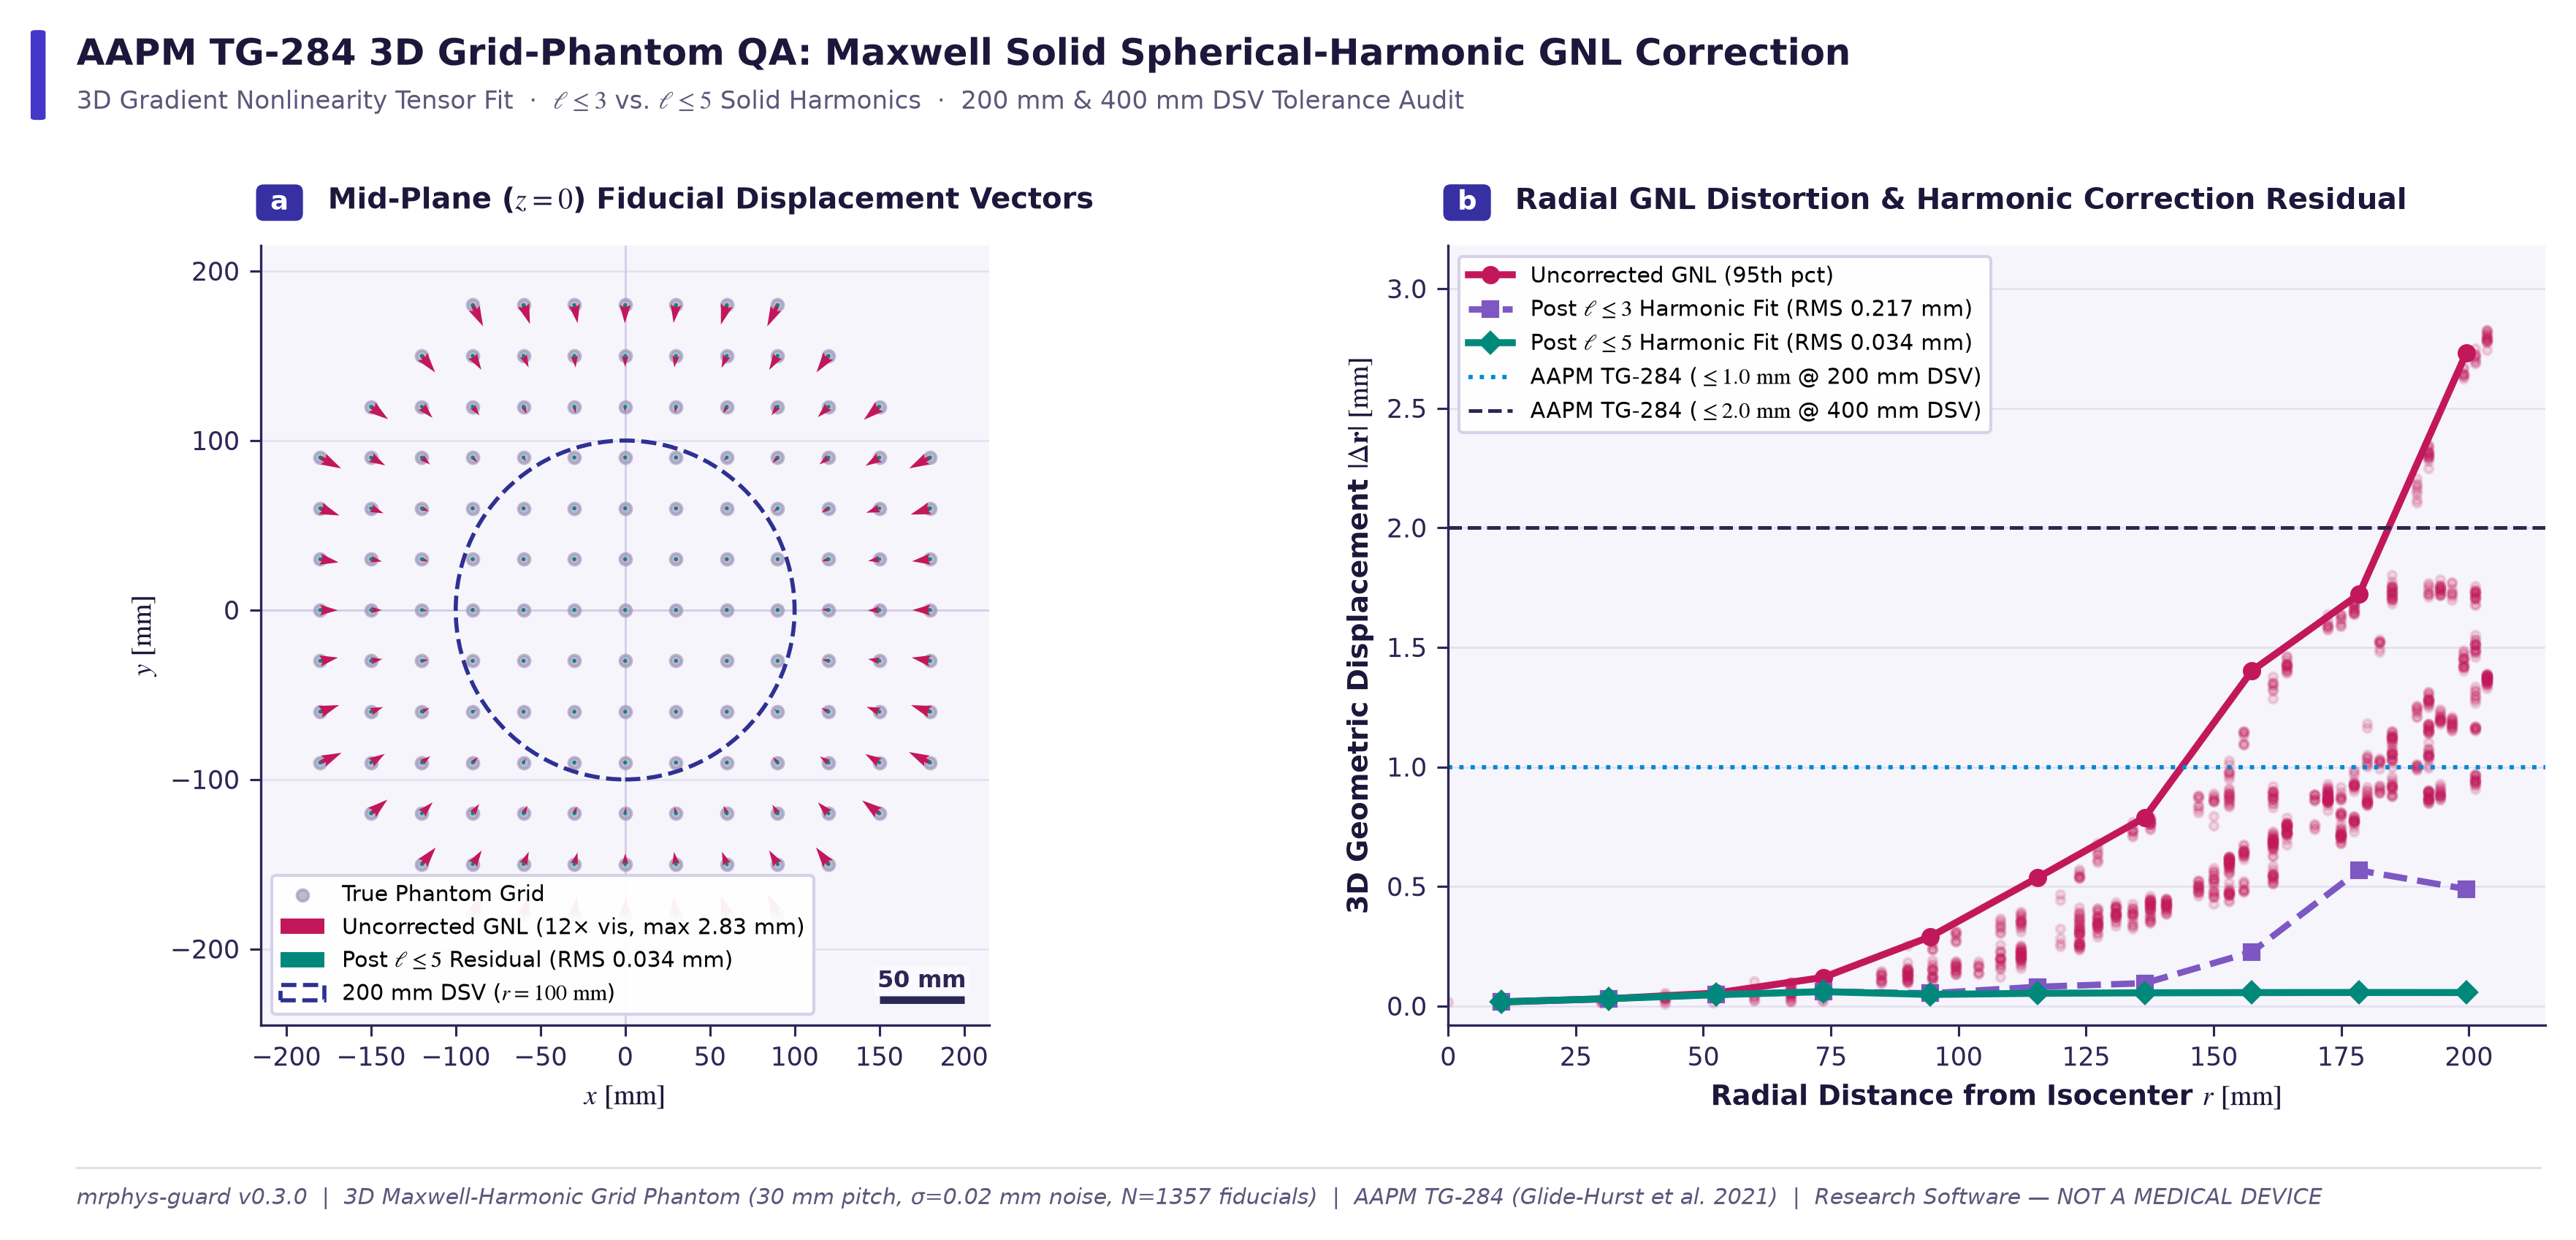 AAPM TG-284 3D Grid-Phantom QA: Maxwell Solid Spherical-Harmonic GNL Correction
3D Gradient Nonlinearity Tensor Fit · ℓ ≤ 3 vs. ℓ ≤ 5 Solid Harmonics · 200 mm & 400 mm DSV Tolerance Audit
a Mid-Plane (z = 0) Fiducial Displacement Vectors
200
100
0
−100
−200
y [mm]
True Phantom Grid
Uncorrected GNL (12× vis, max 2.83 mm)
Post ℓ ≤ 5 Residual (RMS 0.034 mm)
200 mm DSV (r = 100 mm)
50 mm
−200 −150 −100 −50 0 50 100 150 200
x [mm]
b Radial GNL Distortion & Harmonic Correction Residual
Uncorrected GNL (95th pct)
Post ℓ ≤ 3 Harmonic Fit (RMS 0.217 mm)
Post ℓ ≤ 5 Harmonic Fit (RMS 0.034 mm)
AAPM TG-284 ( ≤ 1.0 mm @ 200 mm DSV)
AAPM TG-284 ( ≤ 2.0 mm @ 400 mm DSV)
3.0
2.5
2.0
1.5
1.0
0.5
0.0
3D Geometric Displacement |Δr| [mm]
0 25 50 75 100 125 150 175 200
Radial Distance from Isocenter r [mm]
mrphys-guard v0.3.0 | 3D Maxwell-Harmonic Grid Phantom (30 mm pitch, σ=0.02 mm noise, N=1357 fiducials) | AAPM TG-284 (Glide-Hurst et al. 2021) | Research Software — NOT A MEDICAL DEVICE